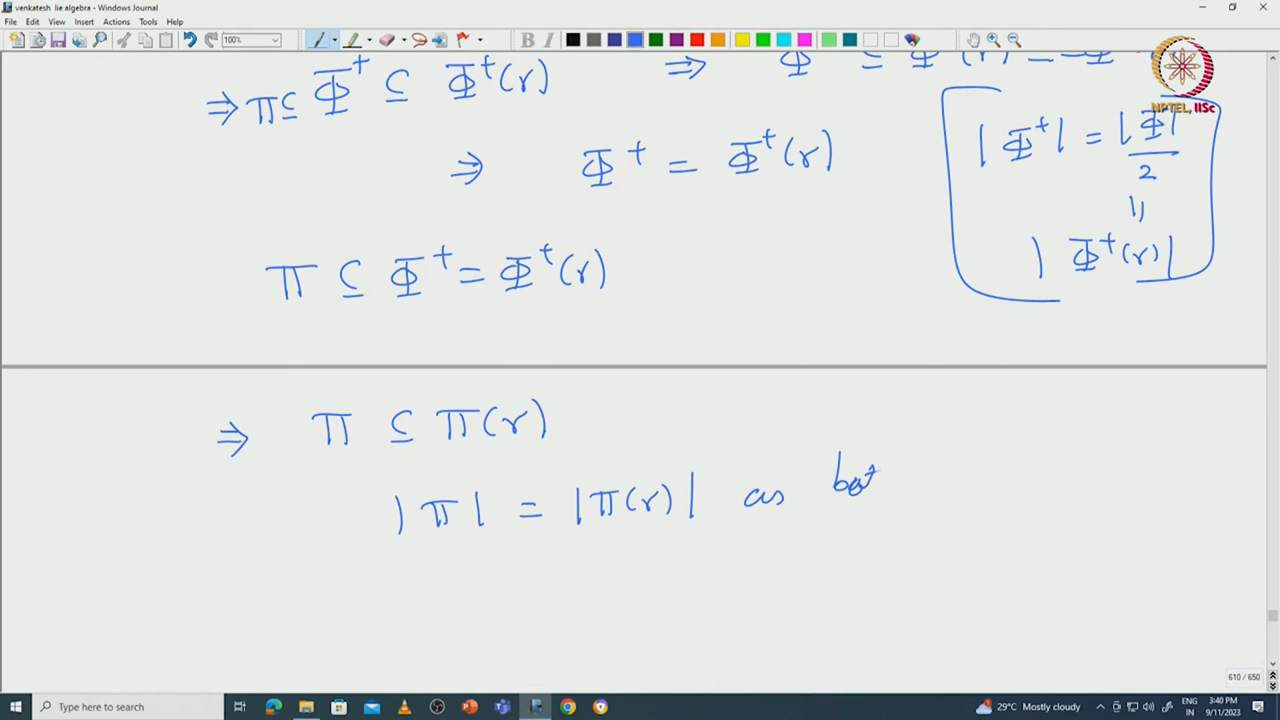 venkatesh lie algebra - Windows Journal
File Edit View Insert Actions Tools Help
100%
NPTEL, IISc
⇒ π ⊆ Φ⁺ ⊆ Φ⁺(r) ⇒
|Φ⁺| = |Φ|/2
=
|Φ⁺(r)|
⇒ Φ⁺ = Φ⁺(r)
π ⊆ Φ⁺ = Φ⁺(r)
⇒ π ⊆ π(r)
|π| = |π(r)| as bot
610 / 650
Type here to search
29°C Mostly cloudy
ENG
IN
3:40 PM
9/11/2023